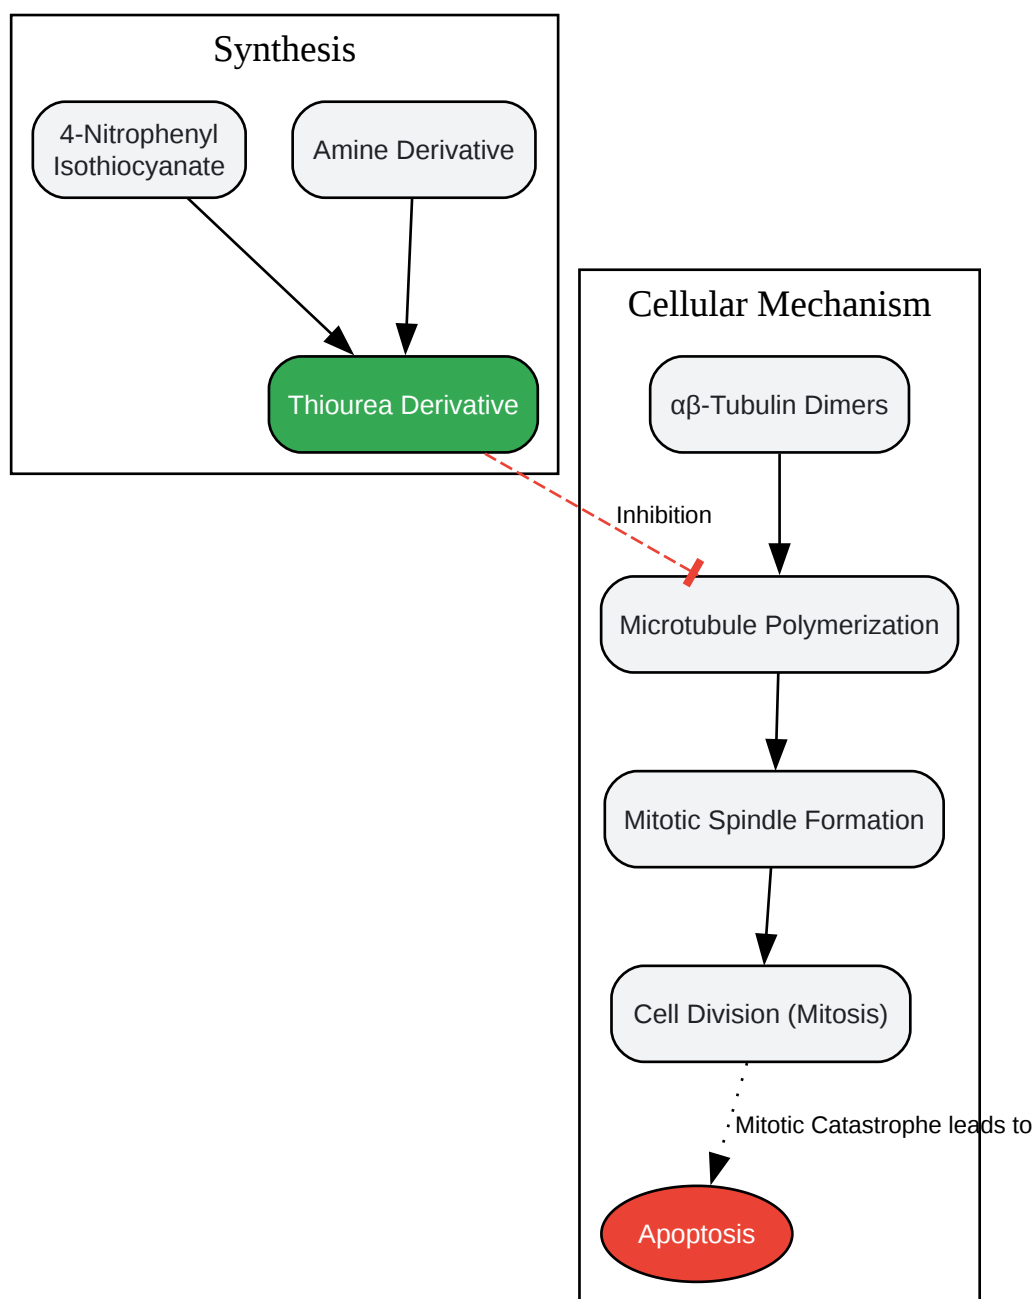 Synthesis
4-Nitrophenyl
Isothiocyanate
Amine Derivative
Thiourea Derivative
Cellular Mechanism
αβ-Tubulin Dimers
Inhibition
Microtubule Polymerization
Mitotic Spindle Formation
Cell Division (Mitosis)
Mitotic Catastrophe leads to
Apoptosis